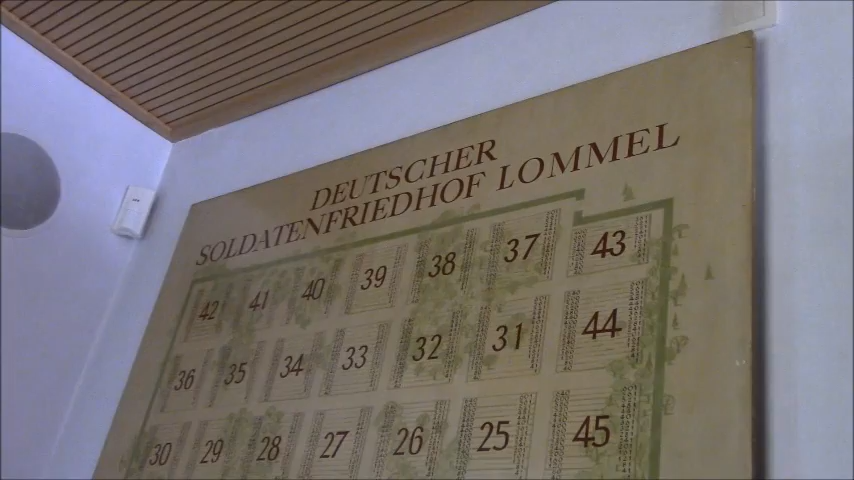 DEUTSCHER
SOLDATENFRIEDHOF LOMMEL
42 41 40 39 38 37 43
36 35 34 33 32 31 44
30 29 28 27 26 25 45